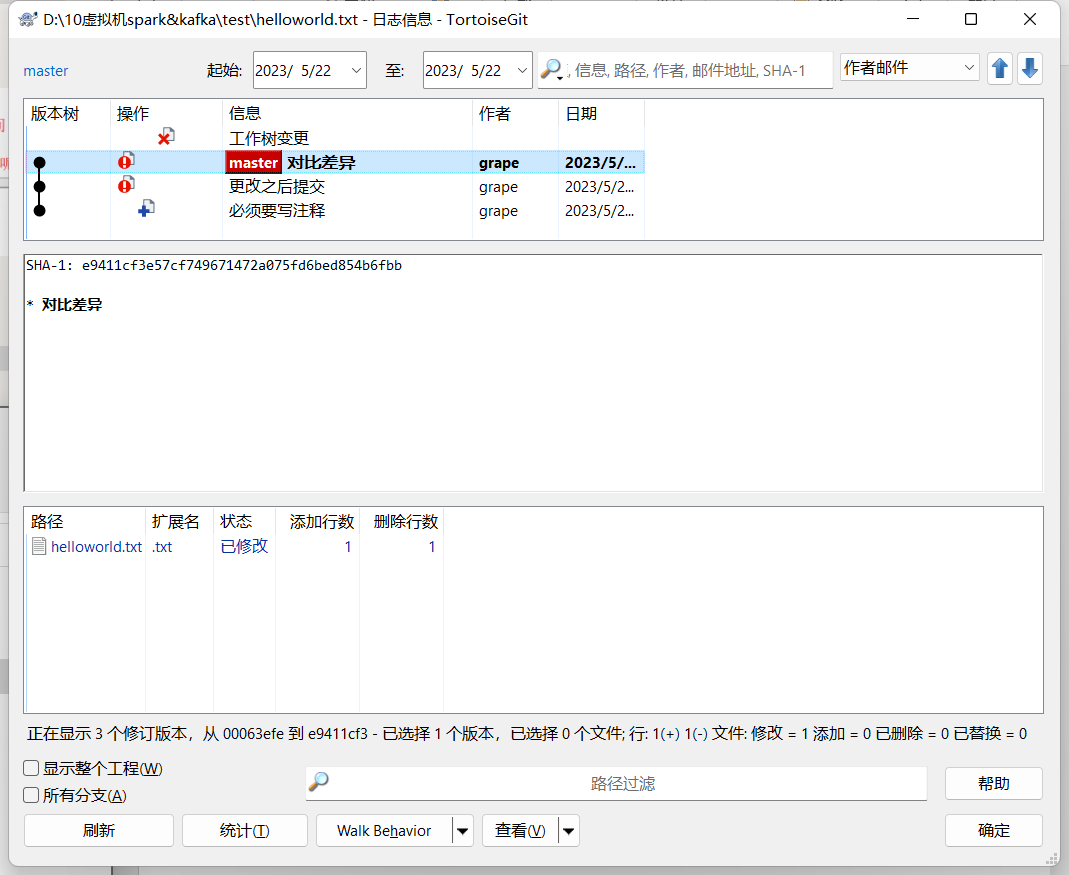 D:\10虚拟机spark&kafka\test\helloworld.txt - 日志信息 - TortoiseGit
master 起始: 2023/ 5/22 至: 2023/ 5/22 , 信息, 路径, 作者, 邮件地址, SHA-1 作者邮件
版本树 操作 信息 作者 日期
工作树变更
master 对比差异 grape 2023/5/...
更改之后提交 grape 2023/5/2...
必须要写注释 grape 2023/5/2...
SHA-1: e9411cf3e57cf749671472a075fd6bed854b6fbb
* 对比差异
路径 扩展名 状态 添加行数 删除行数
helloworld.txt .txt 已修改 1 1
正在显示 3 个修订版本，从 00063efe 到 e9411cf3 - 已选择 1 个版本，已选择 0 个文件; 行: 1(+) 1(-) 文件: 修改 = 1 添加 = 0 已删除 = 0 已替换 = 0
显示整个工程(W)
路径过滤 帮助
所有分支(A)
刷新 统计(T) Walk Behavior 查看(V) 确定